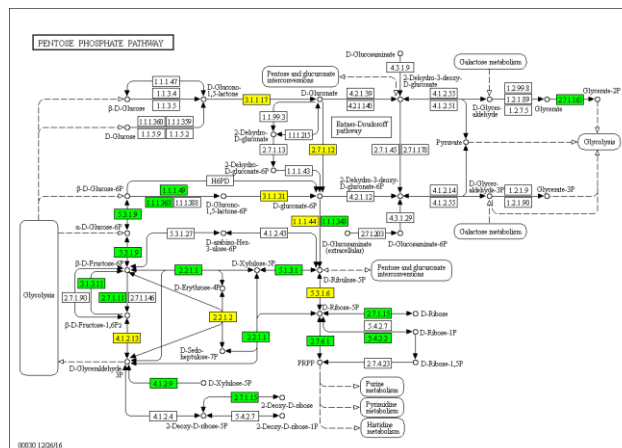 PENTOSE PHOSPHATE PATHWAY
D-Glucosaminate
4.3.1.9
Pentose and glucuronate
interconversions
Galactose metabolism
1.1.1.47
β-D-Glucose
1.1.3.4
1.1.3.5
D-Glucono-
1,5-lactone
3.1.1.17
D-Gluconate
4.2.1.39
4.2.1.140
2-Dehydro-3-deoxy-
D-gluconate
4.1.2.55
4.1.2.51
D-Glycer-
aldehyde
1.2.99.8
1.2.1.89
1.2.7.5
Glycerate
2.7.1.165
Glycerate-2P
D-Glucose
1.1.1.360
1.1.1.359
1.1.5.9
1.1.5.2
1.1.99.3
2-Dehydro-
D-gluconate
1.1.1.215
2.7.1.13
2.7.1.12
Entner-Doudoroff
pathway
2.7.1.45
2.7.1.178
Pyruvate
Glycolysis
2-Dehydro-
D-gluconate-6P
1.1.1.43
H6PD
2-Dehydro-3-deoxy-
D-gluconate-6P
β-D-Glucose-6P
1.1.1.49
1.1.1.363
1.1.1.388
D-Glucono-
1,5-lactone-6P
3.1.1.31
D-gluconate-6P
4.2.1.12
4.1.2.14
4.1.2.55
D-Glycer-
aldehyde-3P
1.2.1.9
1.2.1.90
Glycerate-3P
5.3.1.9
1.1.1.44
1.1.1.343
4.3.1.29
α-D-Glucose-6P
5.3.1.27
D-arabino-Hex-
3-ulose-6P
4.1.2.43
D-Glucosaminate
(extracellular)
2.7.1.203
D-Glucosaminate-6P
Galactose metabolism
5.3.1.9
Glycolysis
β-D-Fructose-6P
2.2.1.1
D-Xylulose-5P
5.1.3.1
D-Ribulose-5P
Pentose and glucuronate
interconversions
3.1.3.11
D-Erythrose-4P
5.3.1.6
2.7.1.90
2.7.1.11
2.7.1.146
2.2.1.2
D-Ribose-5P
2.7.1.15
D-Ribose
β-D-Fructose-1,6P2
5.4.2.7
D-Ribose-1P
5.4.2.2
4.1.2.13
D-Sedo-
heptulose-7P
2.2.1.1
2.7.6.1
D-Glyceraldehyde-
3P
PRPP
2.7.4.23
D-Ribose-1,5P
4.1.2.9
D-Xylulose-5P
Purine
metabolism
2.7.1.15
2-Deoxy-D-ribose
Pyrimidine
metabolism
4.1.2.4
2-Deoxy-
D-ribose-5P
5.4.2.7
2-Deoxy-
D-ribose-1P
Histidine
metabolism
00030 12/26/16